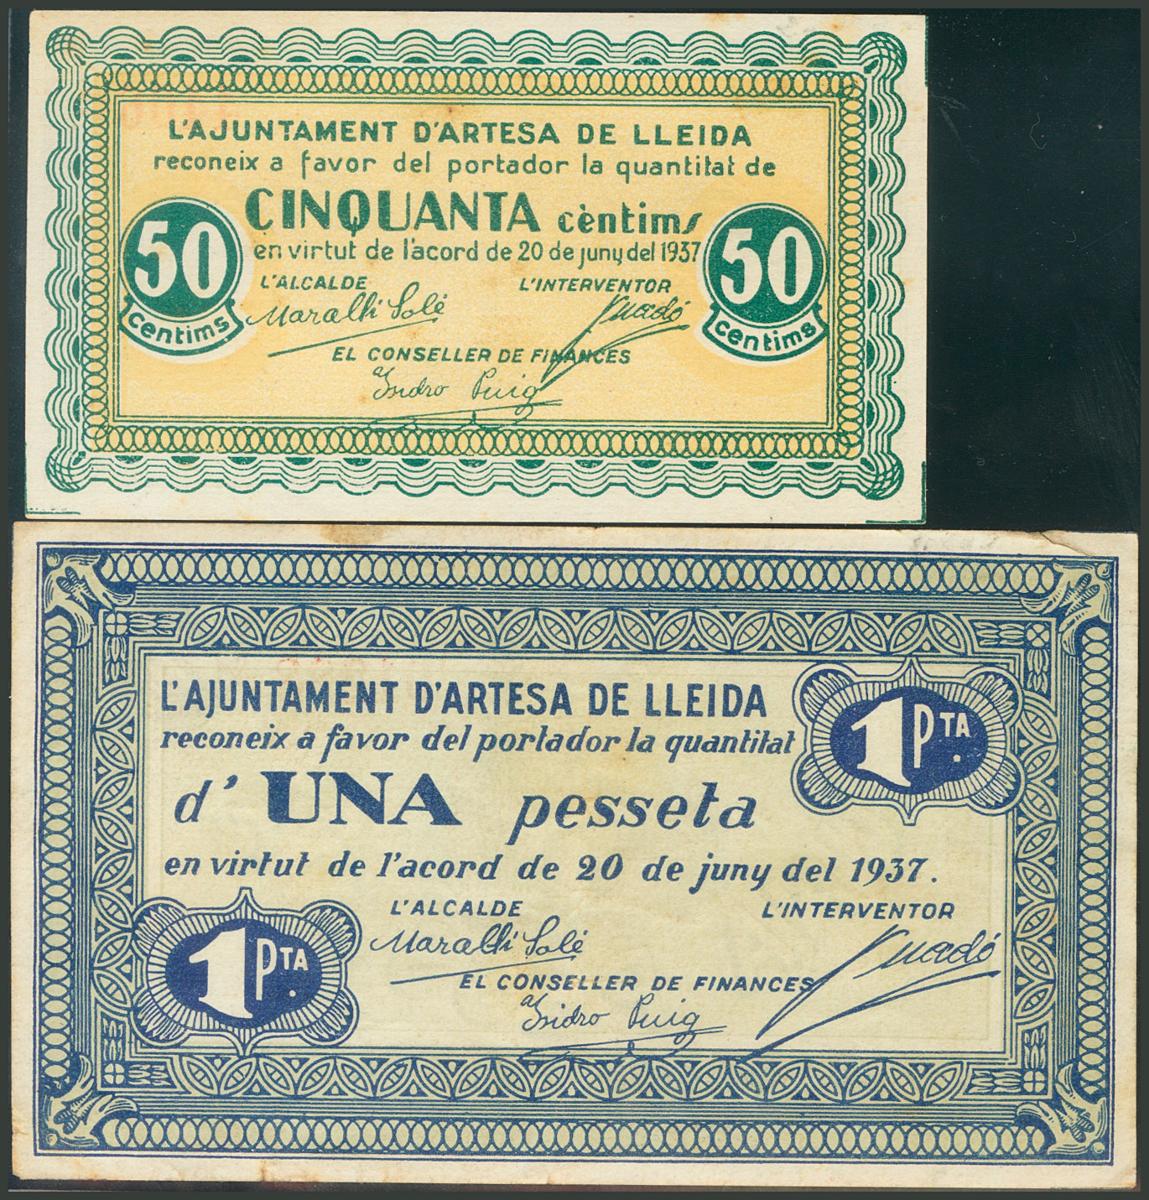 L'AJUNTAMENT D'ARTESA DE LLEIDA
reconeix a favor del portador la quantitat de
CINQUANTA cèntims
en virtut de l'acord de 20 de juny del 1937
50
centims
50
centims
L'ALCALDE
L'INTERVENTOR
Solé
EL CONSELLER DE FINANCES
Isidro Puig
L'AJUNTAMENT D'ARTESA DE LLEIDA
reconeix a favor del portador la quantitat
d' UNA pesseta
en virtut de l'acord de 20 de juny del 1937.
1 PTA.
1 PTA.
L'ALCALDE
L'INTERVENTOR
Solé
EL CONSELLER DE FINANCES
Isidro Puig